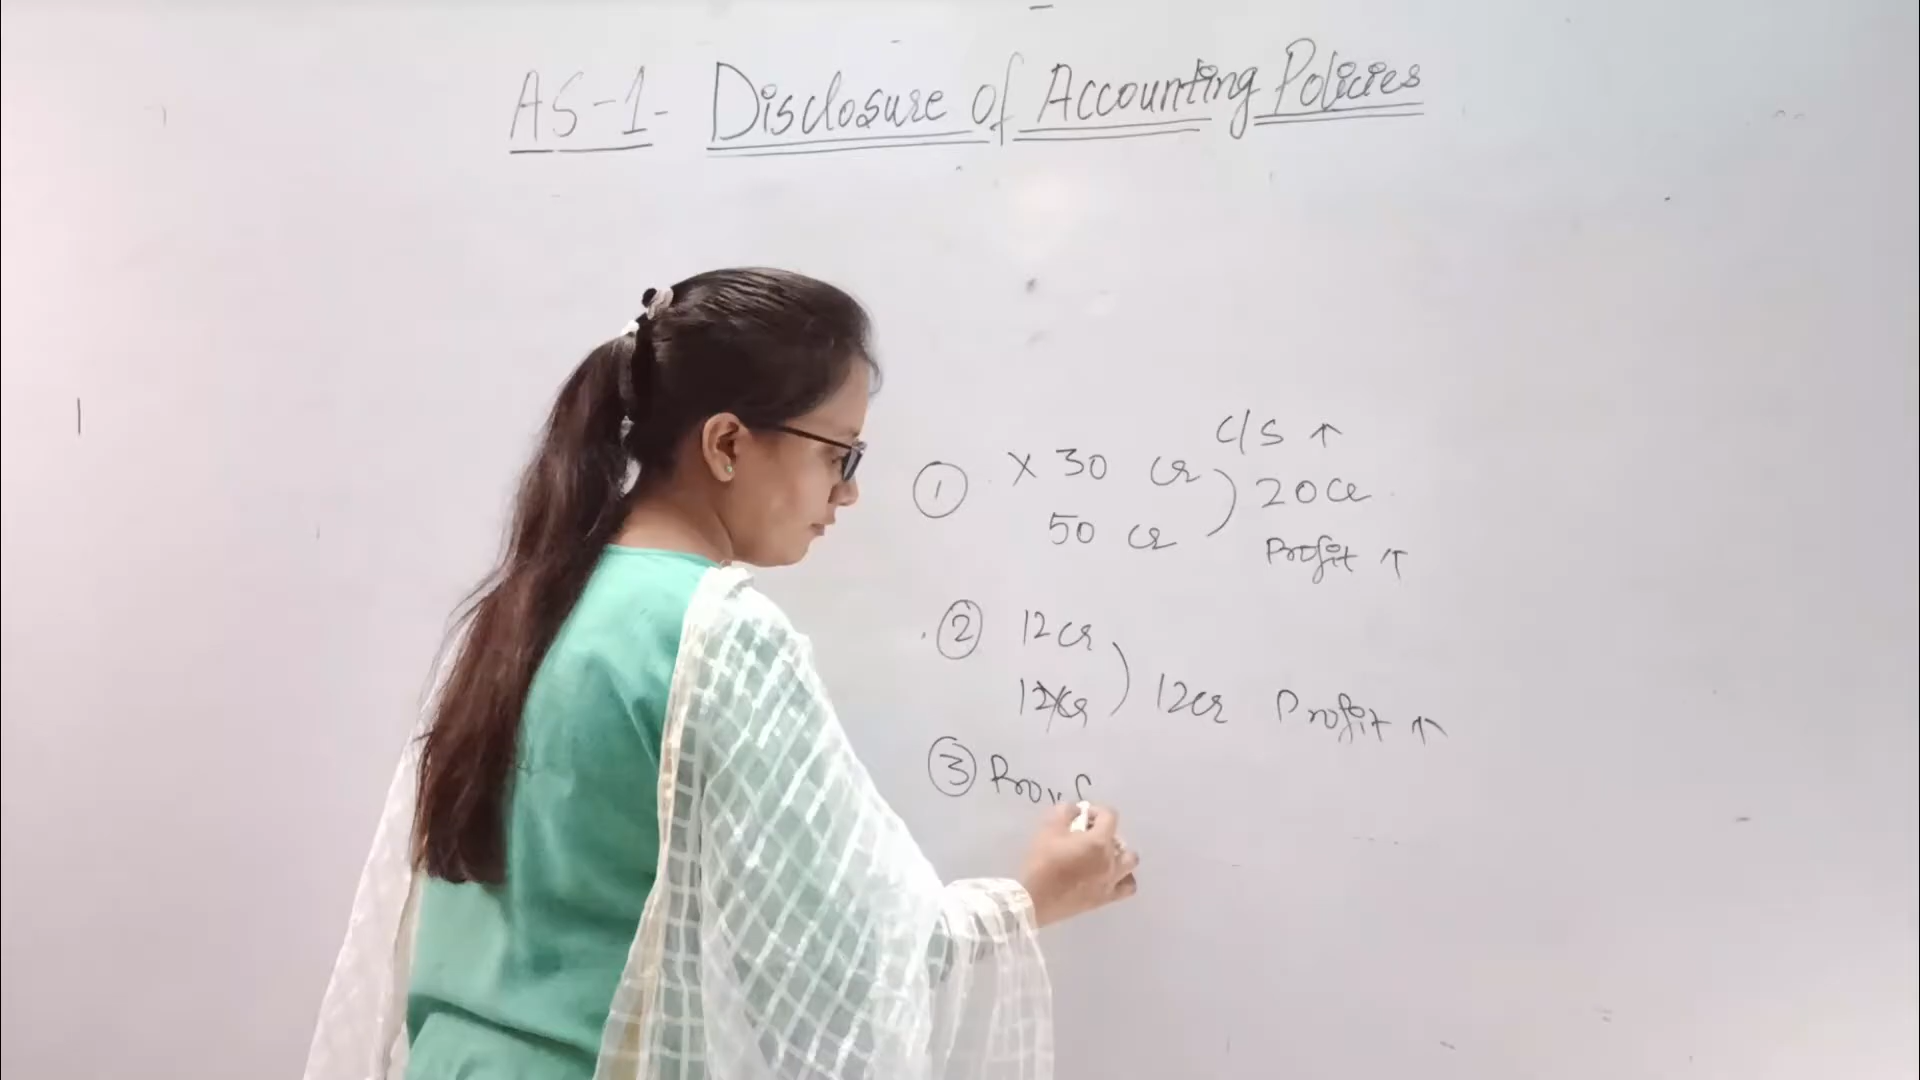 AS-1- Disclosure of Accounting Policies
C/S ↑
① X 30 Cr ) 20Cr
50 Cr Profit ↑
② 12Cr
12Cr ) 12Cr Profit ↑
③